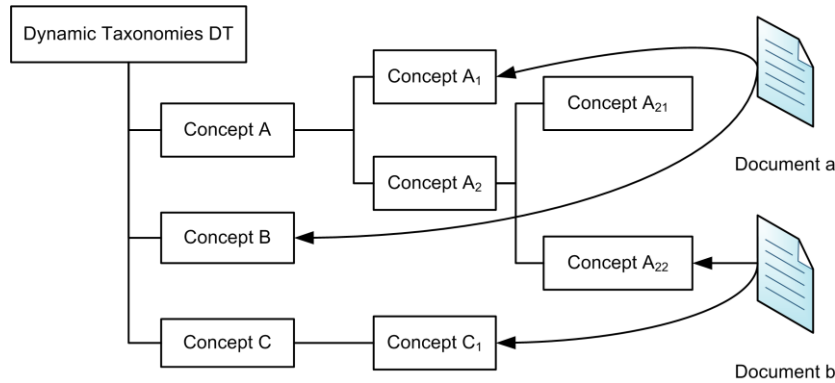 Dynamic Taxonomies DT
Concept A₁
Concept A₂₁
Concept A
Document a
Concept A₂
Concept B
Concept A₂₂
Concept C
Concept C₁
Document b